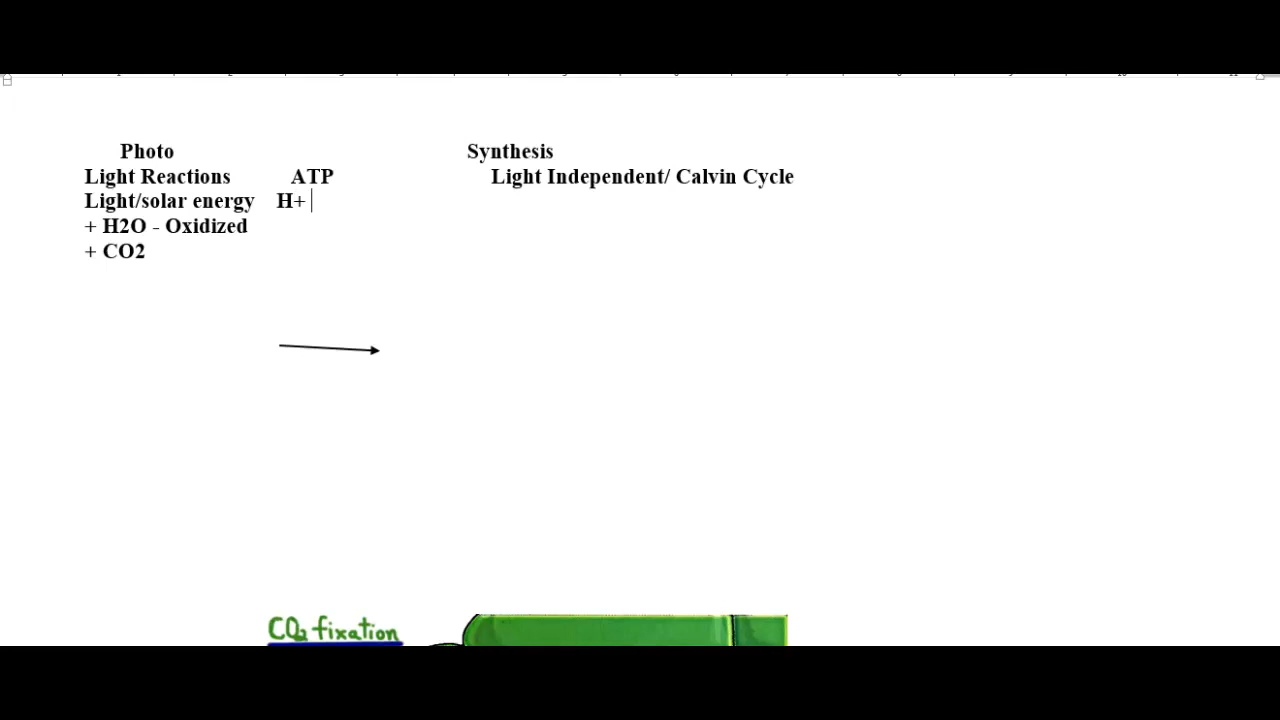 Photo Synthesis
Light Reactions ATP Light Independent/ Calvin Cycle
Light/solar energy H+
+ H2O - Oxidized
+ CO2
CO2 fixation